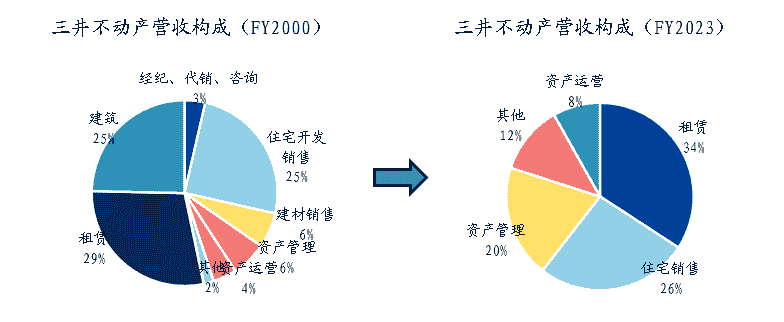 三井不动产营收构成（FY2000）
经纪、代销、咨询
3%
住宅开发
销售
25%
建材销售
6%
资产管理
6%
资产运营
4%
其他
2%
租赁
29%
建筑
25%
三井不动产营收构成（FY2023）
资产运营
8%
租赁
34%
住宅销售
26%
资产管理
20%
其他
12%